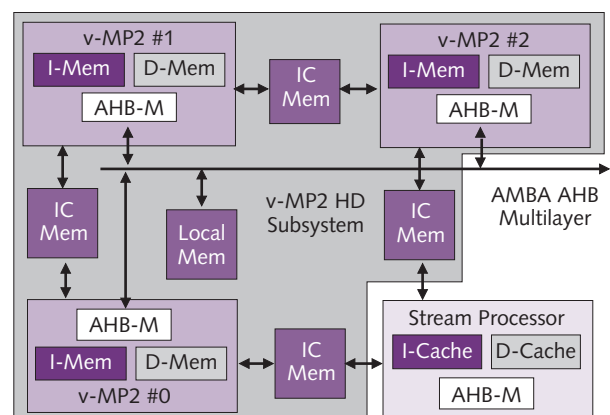 v-MP2 #1
I-Mem
D-Mem
AHB-M
IC
Mem
v-MP2 #2
I-Mem
D-Mem
AHB-M
IC
Mem
Local
Mem
v-MP2 HD
Subsystem
IC
Mem
AMBA AHB
Multilayer
AHB-M
I-Mem
D-Mem
v-MP2 #0
IC
Mem
Stream Processor
I-Cache
D-Cache
AHB-M